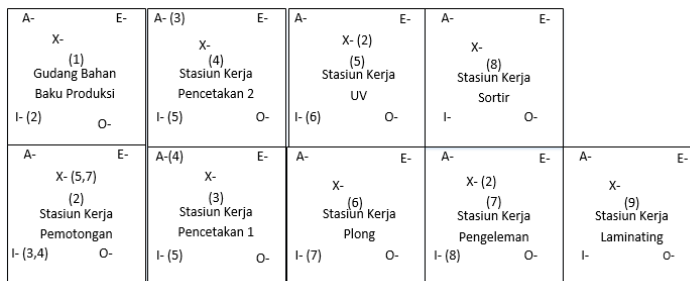 A- E-
X-
(1)
Gudang Bahan
Baku Produksi
I- (2) O-
A- (3) E-
X-
(4)
Stasiun Kerja
Pencetakan 2
I- (5) O-
A- E-
X- (2)
(5)
Stasiun Kerja
UV
I- (6) O-
A- E-
X-
(8)
Stasiun Kerja
Sortir
I- O-
A- E-
X- (5,7)
(2)
Stasiun Kerja
Pemotongan
I- (3,4) O-
A-(4) E-
X-
(3)
Stasiun Kerja
Pencetakan 1
I- (5) O-
A- E-
X-
(6)
Stasiun Kerja
Plong
I- (7) O-
A- E-
X- (2)
(7)
Stasiun Kerja
Pengeleman
I- (8) O-
A- E-
X-
(9)
Stasiun Kerja
Laminating
I- O-